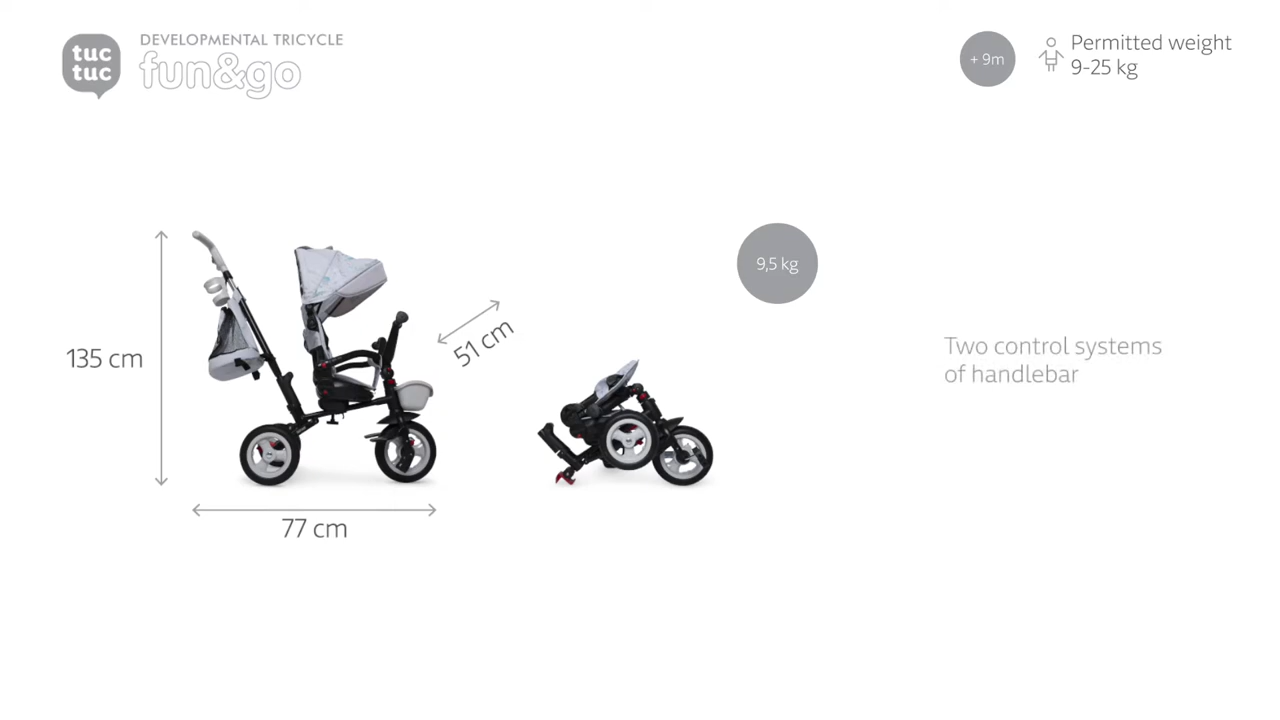 tuc
tuc
DEVELOPMENTAL TRICYCLE
fun&go
+ 9m
Permitted weight
9-25 kg
9,5 kg
135 cm
51 cm
77 cm
Two control systems
of handlebar